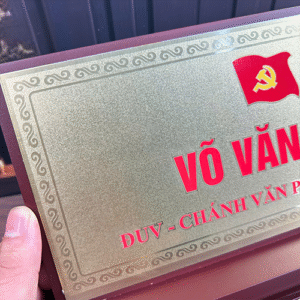 VÕ VĂN
ĐUV - CHÁNH VĂN P